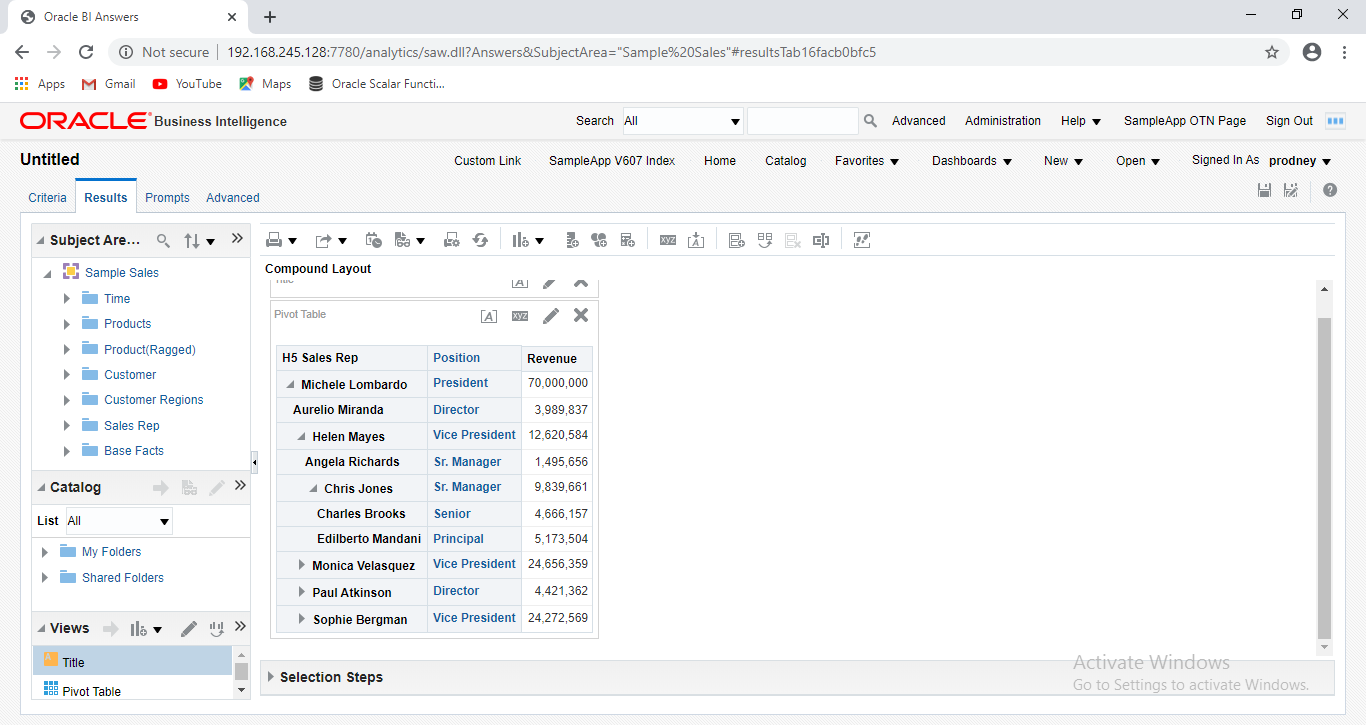 Oracle BI Answers
Not secure 192.168.245.128:7780/analytics/saw.dll?Answers&SubjectArea="Sample%20Sales"#resultsTab16facb0bfc5
Apps Gmail YouTube Maps Oracle Scalar Functi...
ORACLE Business Intelligence Search All Advanced Administration Help SampleApp OTN Page Sign Out
Untitled Custom Link SampleApp V607 Index Home Catalog Favorites Dashboards New Open Signed In As prodney
Criteria Results Prompts Advanced
Subject Are...
Sample Sales
Time
Products
Product(Ragged)
Customer
Customer Regions
Sales Rep
Base Facts
Catalog
List All
My Folders
Shared Folders
Views
Title
Pivot Table
xyz A
Compound Layout
Title A
Pivot Table A xyz
H5 Sales Rep Position Revenue
Michele Lombardo President 70,000,000
Aurelio Miranda Director 3,989,837
Helen Mayes Vice President 12,620,584
Angela Richards Sr. Manager 1,495,656
Chris Jones Sr. Manager 9,839,661
Charles Brooks Senior 4,666,157
Edilberto Mandani Principal 5,173,504
Monica Velasquez Vice President 24,656,359
Paul Atkinson Director 4,421,362
Sophie Bergman Vice President 24,272,569
Selection Steps
Activate Windows
Go to Settings to activate Windows.